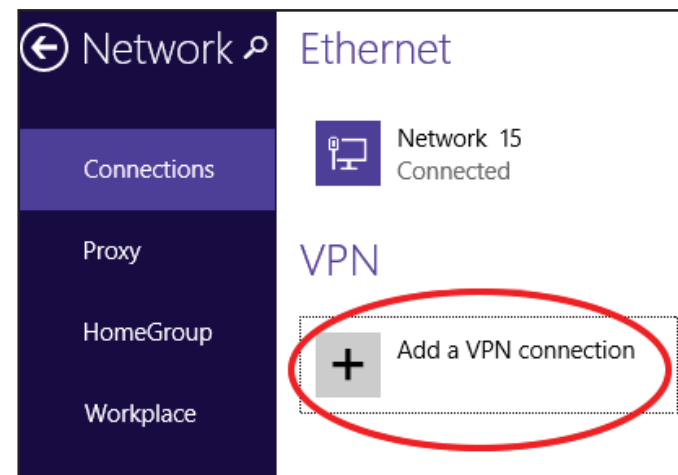 Network
Connections
Proxy
HomeGroup
Workplace
Ethernet
Network 15
Connected
VPN
Add a VPN connection